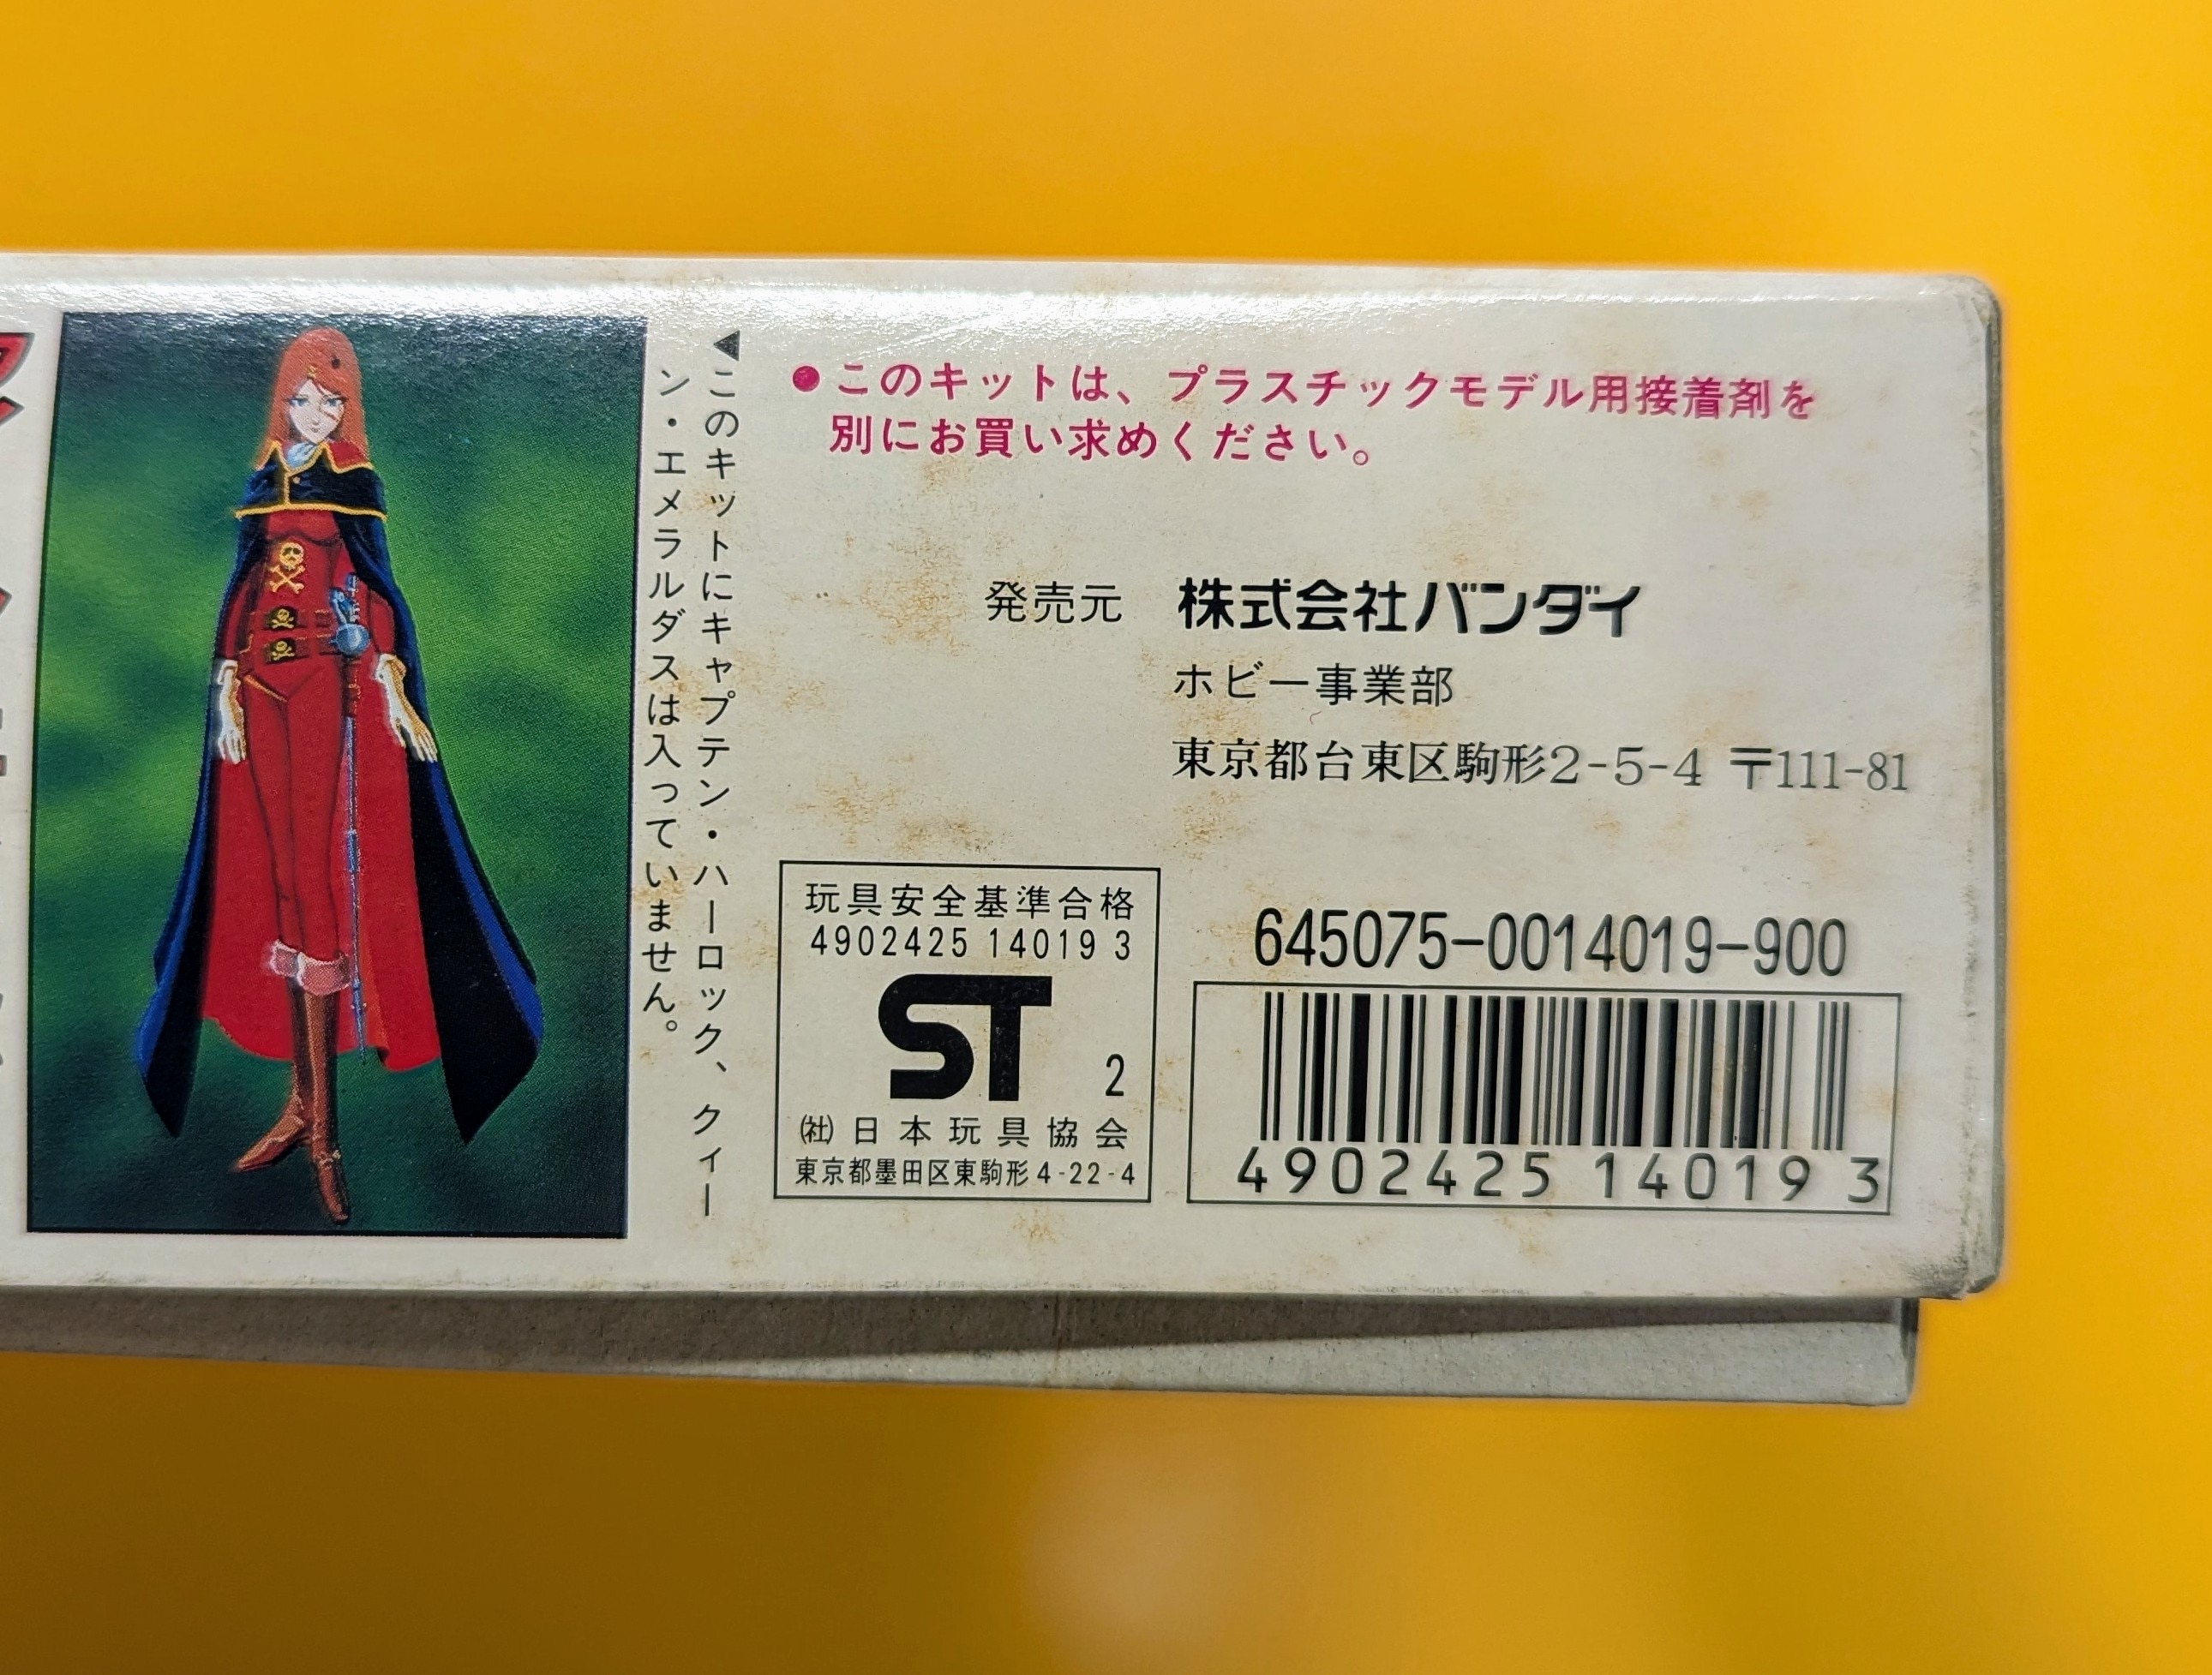 ◀このキットにキャプテン・ハーロック、クィー
ン・エメラルダスは入っていません。
●このキットは、プラスチックモデル用接着剤を
別にお買い求めください。
発売元 株式会社バンダイ
ホビー事業部
東京都台東区駒形2-5-4 〒111-81
玩具安全基準合格
4902425 14019 3
ST 2
㈳日本玩具協会
東京都墨田区東駒形4-22-4
645075-0014019-900
4902425 14019 3